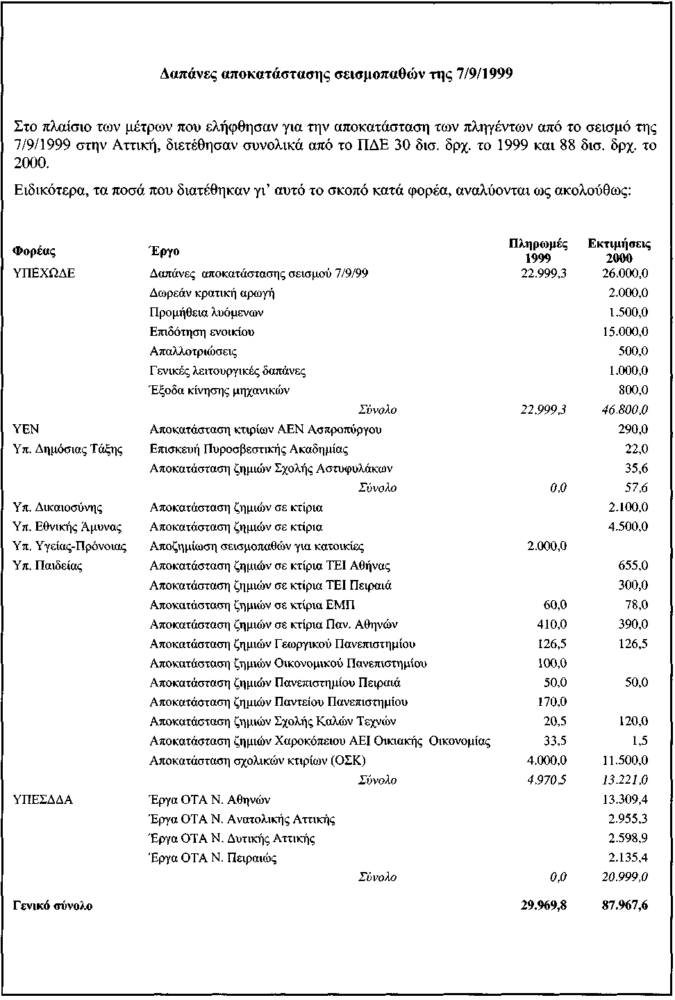 Δαπάνες αποκατάστασης σεισμοπαθών της 7/9/1999
Στο πλαίσιο των μέτρων που ελήφθησαν για την αποκατάσταση των πληγέντων από το σεισμό της
7/9/1999 στην Αττική, διετέθησαν συνολικά από το ΠΔΕ 30 δισ. δρχ. το 1999 και 88 δισ. δρχ. το
2000.
Ειδικότερα, τα ποσά που διατέθηκαν γι’ αυτό το σκοπό κατά φορέα, αναλύονται ως ακολούθως:
Φορέας Έργο Πληρωμές 1999 Εκτιμήσεις 2000
ΥΠΕΧΩΔΕ Δαπάνες αποκατάστασης σεισμού 7/9/99 22.999,3 26.000,0
Δωρεάν κρατική αρωγή 2.000,0
Προμήθεια λυόμενων 1.500,0
Επιδότηση ενοικίου 15.000,0
Απαλλοτριώσεις 500,0
Γενικές λειτουργικές δαπάνες 1.000,0
Έξοδα κίνησης μηχανικών 800,0
Σύνολο 22.999,3 46.800,0
ΥΕΝ Αποκατάσταση κτιρίων ΑΕΝ Ασπροπύργου 290,0
Υπ. Δημόσιας Τάξης Επισκευή Πυροσβεστικής Ακαδημίας 22,0
Αποκατάσταση ζημιών Σχολής Αστυφυλάκων 35,6
Σύνολο 0,0 57,6
Υπ. Δικαιοσύνης Αποκατάσταση ζημιών σε κτίρια 2.100,0
Υπ. Εθνικής Άμυνας Αποκατάσταση ζημιών σε κτίρια 4.500,0
Υπ. Υγείας-Πρόνοιας Αποζημίωση σεισμοπαθών για κατοικίες 2.000,0
Υπ. Παιδείας Αποκατάσταση ζημιών σε κτίρια ΤΕΙ Αθήνας 655,0
Αποκατάσταση ζημιών σε κτίρια ΤΕΙ Πειραιά 300,0
Αποκατάσταση ζημιών σε κτίρια ΕΜΠ 60,0 78,0
Αποκατάσταση ζημιών σε κτίρια Παν. Αθηνών 410,0 390,0
Αποκατάσταση ζημιών Γεωργικού Πανεπιστημίου 126,5 126,5
Αποκατάσταση ζημιών Οικονομικού Πανεπιστημίου 100,0
Αποκατάσταση ζημιών Πανεπιστημίου Πειραιά 50,0 50,0
Αποκατάσταση ζημιών Παντείου Πανεπιστημίου 170,0
Αποκατάσταση ζημιών Σχολής Καλών Τεχνών 20,5 120,0
Αποκατάσταση ζημιών Χαροκόπειου ΑΕΙ Οικιακής Οικονομίας 33,5 1,5
Αποκατάσταση σχολικών κτιρίων (ΟΣΚ) 4.000,0 11.500,0
Σύνολο 4.970,5 13.221,0
ΥΠΕΣΔΔΑ Έργα ΟΤΑ Ν. Αθηνών 13.309,4
Έργα ΟΤΑ Ν. Ανατολικής Αττικής 2.955,3
Έργα ΟΤΑ Ν. Δυτικής Αττικής 2.598,9
Έργα ΟΤΑ Ν. Πειραιώς 2.135,4
Σύνολο 0,0 20.999,0
Γενικό σύνολο 29.969,8 87.967,6